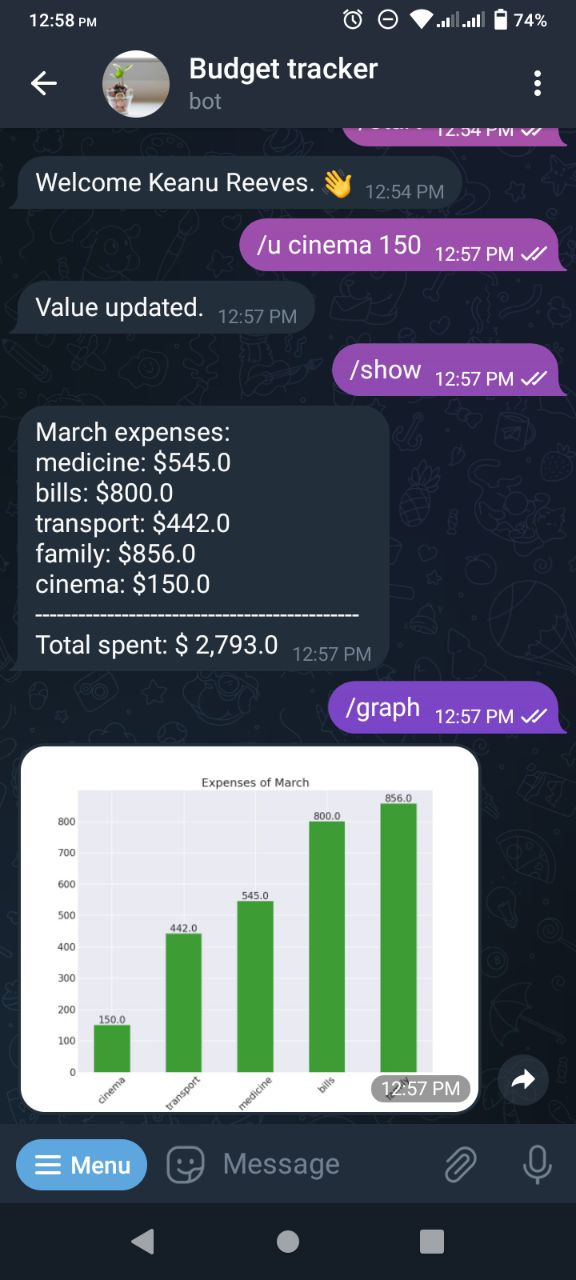 12:58 PM
74%
Budget tracker
bot
12:54 PM
Welcome Keanu Reeves. 👋 12:54 PM
/u cinema 150 12:57 PM
Value updated. 12:57 PM
/show 12:57 PM
March expenses:
medicine: $545.0
bills: $800.0
transport: $442.0
family: $856.0
cinema: $150.0
---------------------------------------------
Total spent: $ 2,793.0 12:57 PM
/graph 12:57 PM
Expenses of March
856.0
800.0
800
700
600
545.0
500
442.0
400
300
200
150.0
100
0
cinema
transport
medicine
bills
12:57 PM
Menu
Message